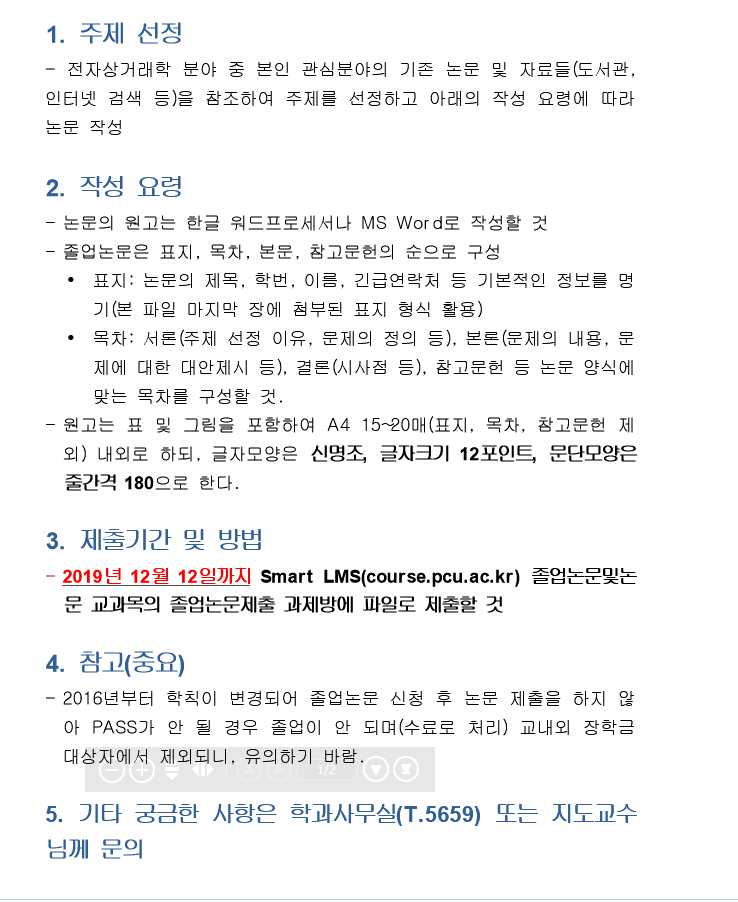 1. 주제 선정
- 전자상거래학 분야 중 본인 관심분야의 기존 논문 및 자료들(도서관,
인터넷 검색 등)을 참조하여 주제를 선정하고 아래의 작성 요령에 따라
논문 작성
2. 작성 요령
- 논문의 원고는 한글 워드프로세서나 MS Word로 작성할 것
- 졸업논문은 표지, 목차, 본문, 참고문헌의 순으로 구성
• 표지: 논문의 제목, 학번, 이름, 긴급연락처 등 기본적인 정보를 명
기(본 파일 마지막 장에 첨부된 표지 형식 활용)
• 목차: 서론(주제 선정 이유, 문제의 정의 등), 본론(문제의 내용, 문
제에 대한 대안제시 등), 결론(시사점 등), 참고문헌 등 논문 양식에
맞는 목차를 구성할 것.
- 원고는 표 및 그림을 포함하여 A4 15~20매(표지, 목차, 참고문헌 제
외) 내외로 하되, 글자모양은 신명조, 글자크기 12포인트, 문단모양은
줄간격 180으로 한다.
3. 제출기간 및 방법
- 2019년 12월 12일까지 Smart LMS(course.pcu.ac.kr) 졸업논문및논
문 교과목의 졸업논문제출 과제방에 파일로 제출할 것
4. 참고(중요)
- 2016년부터 학칙이 변경되어 졸업논문 신청 후 논문 제출을 하지 않
아 PASS가 안 될 경우 졸업이 안 되며(수료로 처리) 교내외 장학금
대상자에서 제외되니, 유의하기 바람.
1/2
5. 기타 궁금한 사항은 학과사무실(T.5659) 또는 지도교수
님께 문의